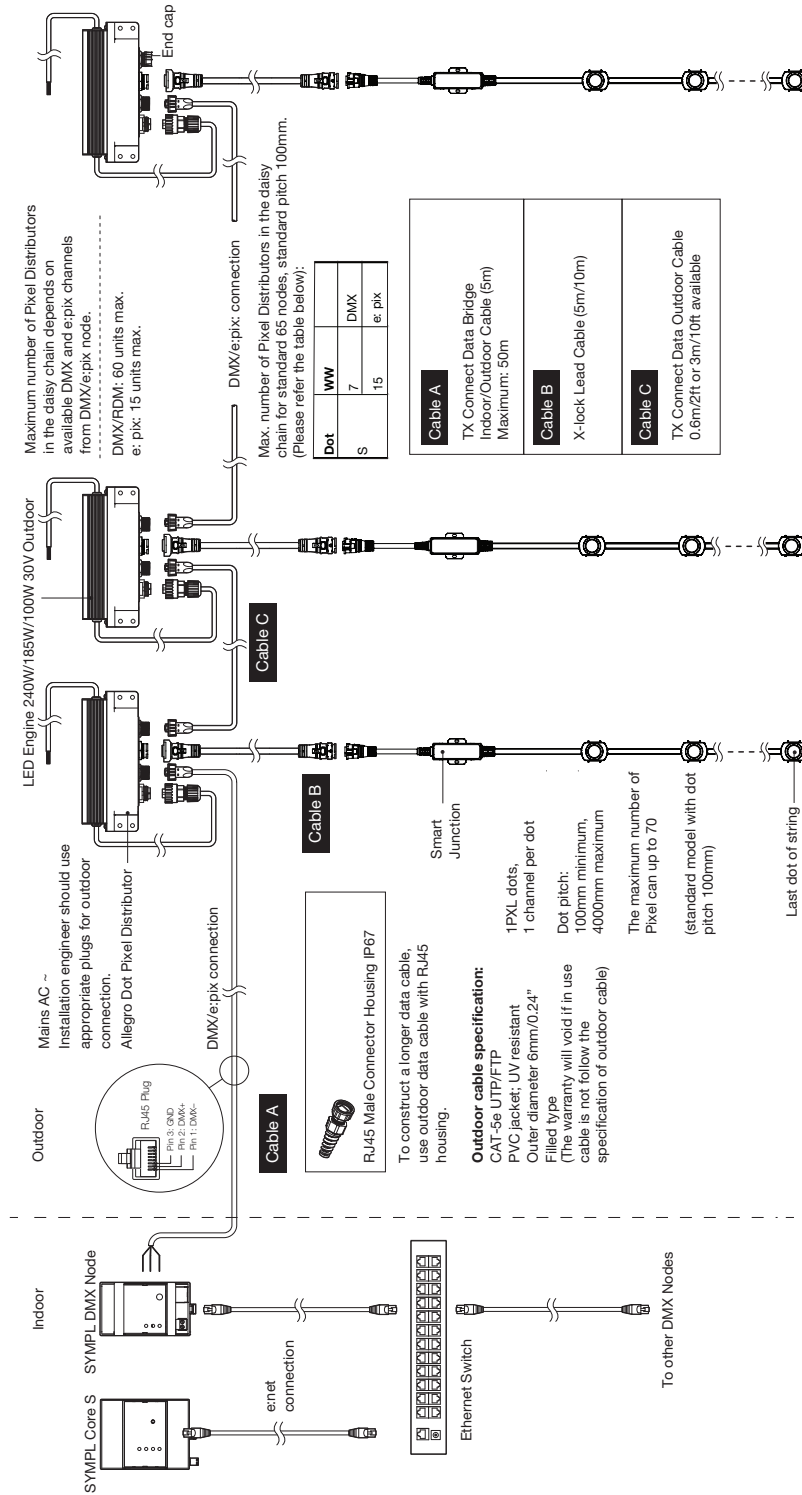 Indoor
Outdoor
SYMPL Core S
SYMPL DMX Node
e:net
connection
Ethernet Switch
To other DMX Nodes
RJ45 Plug
Pin 3: GND
Pin 2: DMX+
Pin 1: DMX–
Mains AC ~
Installation engineer should use
appropriate plugs for outdoor
connection.
Allegro Dot Pixel Distributor
DMX/e:pix connection
Cable A
RJ45 Male Connector Housing IP67
To construct a longer data cable,
use outdoor data cable with RJ45
housing.
Outdoor cable specification:
CAT-5e UTP/FTP
PVC jacket; UV resistant
Outer diameter 6mm/0.24”
Filled type
(The warranty will void if in use
cable is not follow the
specification of outdoor cable)
LED Engine 240W/185W/100W 30V Outdoor
Cable C
Cable B
Smart
Junction
1PXL dots,
1 channel per dot
Dot pitch:
100mm minimum,
4000mm maximum
The maximum number of
Pixel can up to 70
(standard model with dot
pitch 100mm)
Last dot of string
Maximum number of Pixel Distributors
in the daisy chain depends on
available DMX and e:pix channels
from DMX/e:pix node.
DMX/RDM: 60 units max.
e: pix: 15 units max.
End cap
DMX/e:pix: connection
Max. number of Pixel Distributors in the daisy
chain for standard 65 nodes, standard pitch 100mm.
(Please refer the table below):
Dot WW
S 7 DMX
15 e: pix
Cable A
TX Connect Data Bridge
Indoor/Outdoor Cable (5m)
Maximum: 50m
Cable B
X-lock Lead Cable (5m/10m)
Cable C
TX Connect Data Outdoor Cable
0.6m/2ft or 3m/10ft available